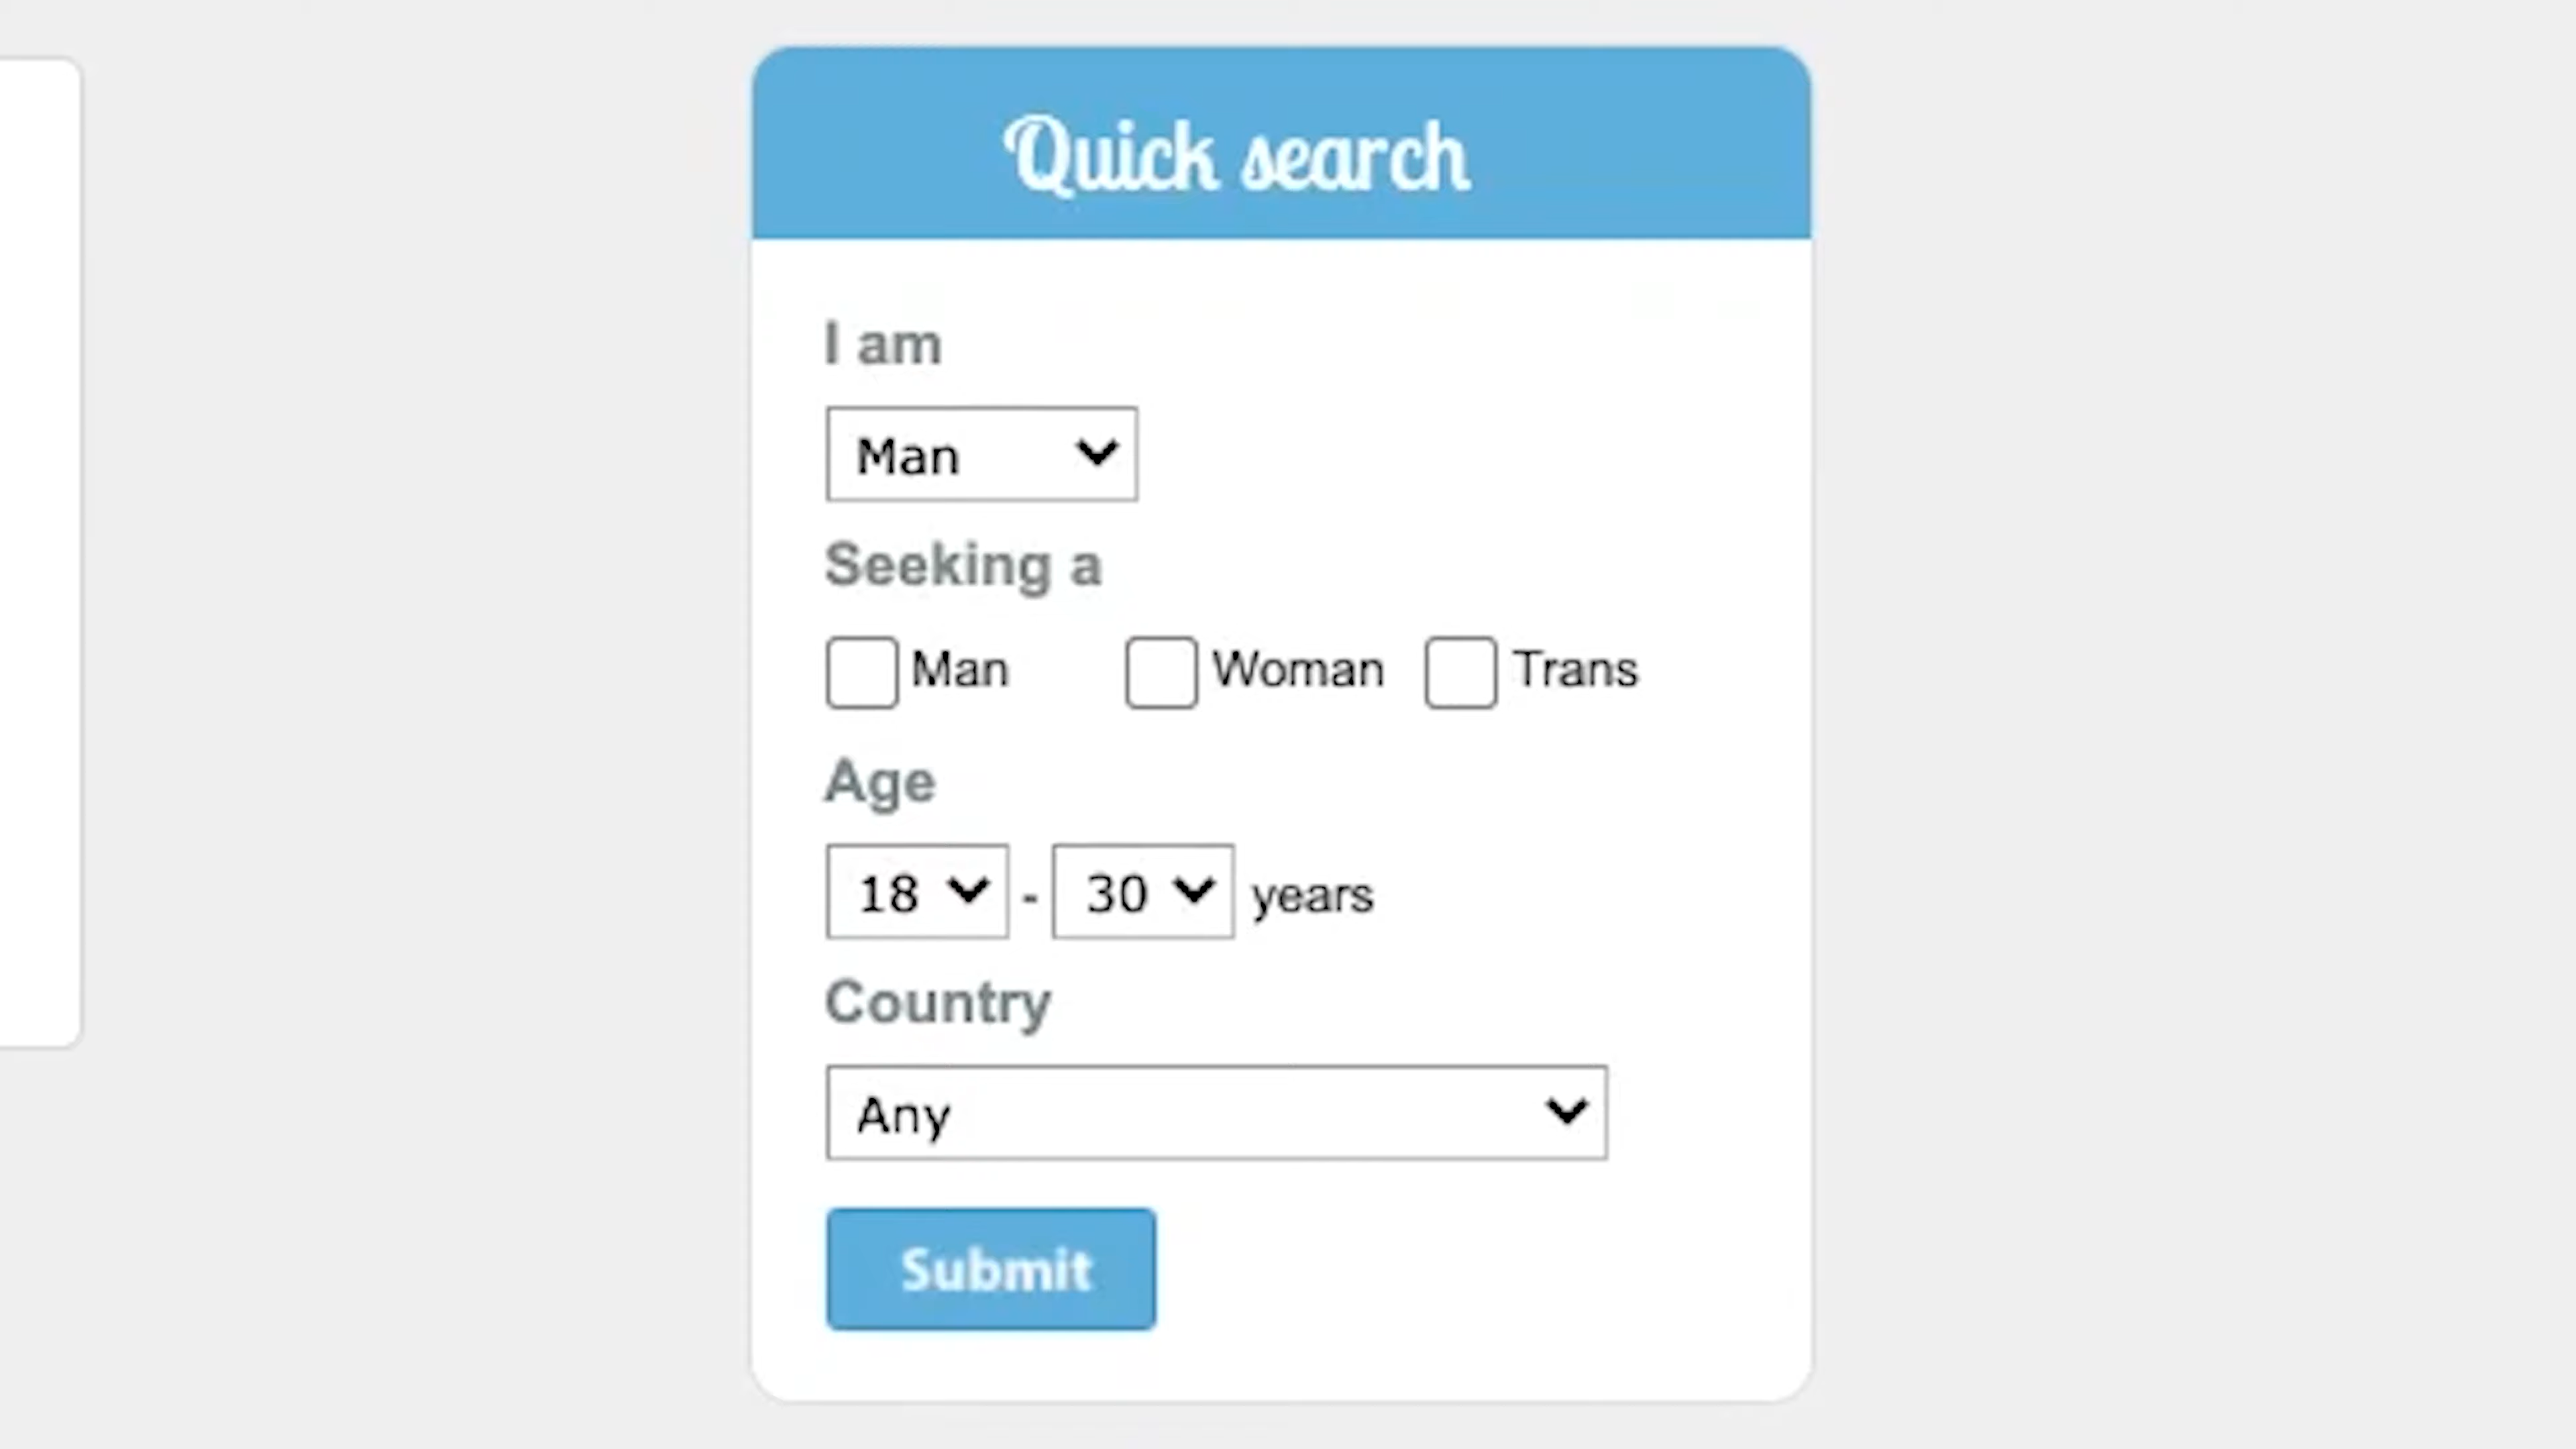 Quick search
I am
Man
Seeking a
Man Woman Trans
Age
18 - 30 years
Country
Any
Submit